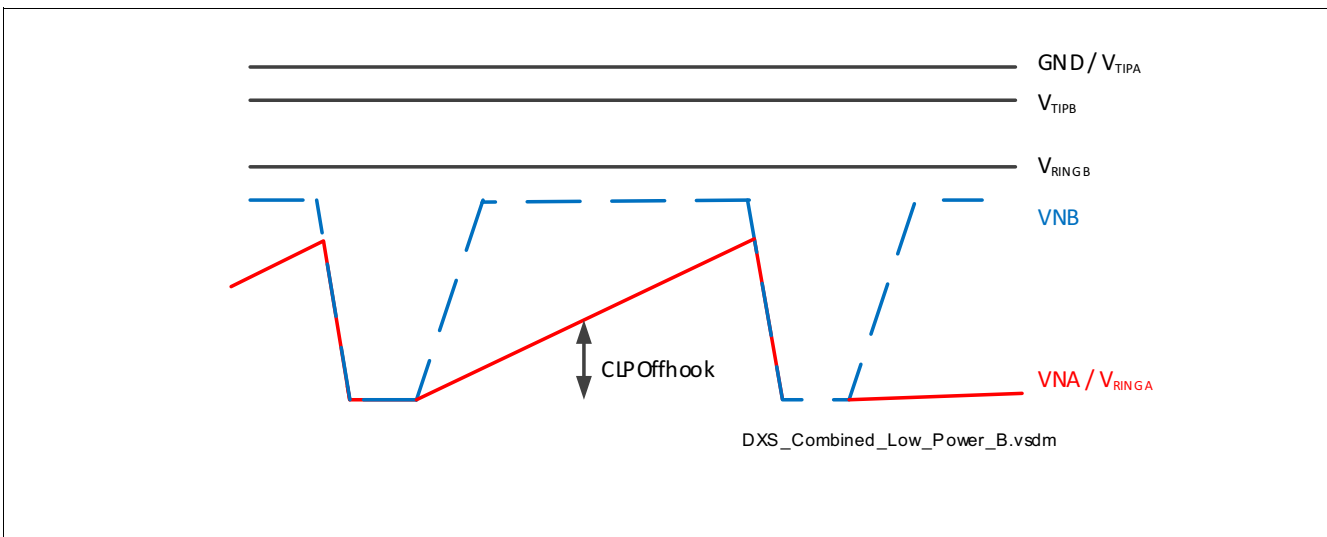 GND / VTIPA
VTIPB
VRINGB
VNB
CLPOffhook
VNA / VRINGA
DXS_Combined_Low_Power_B.vsdm